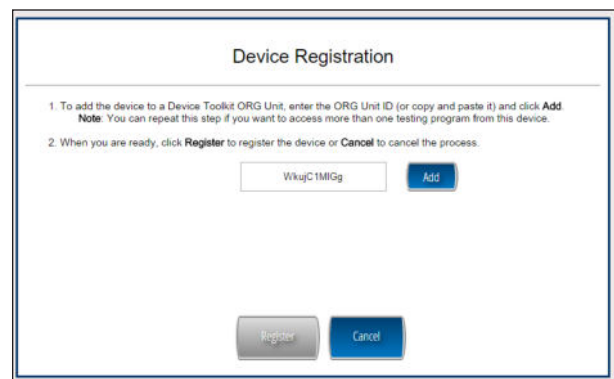 Device Registration
1. To add the device to a Device Toolkit ORG Unit, enter the ORG Unit ID (or copy and paste it) and click Add.
Note: You can repeat this step if you want to access more than one testing program from this device.
2. When you are ready, click Register to register the device or Cancel to cancel the process.
WkujC1MlGg Add
Register Cancel